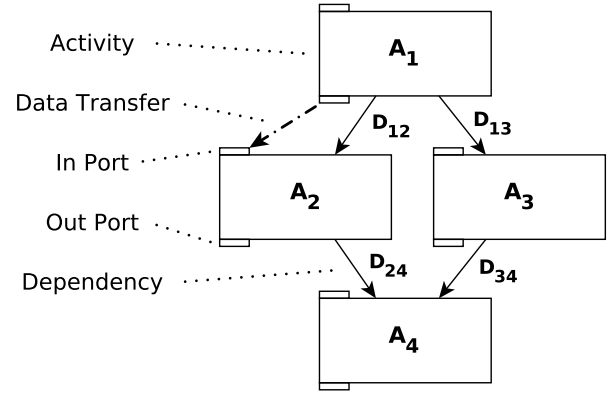 Activity
A1
Data Transfer
D12
D13
In Port
A2
A3
Out Port
Dependency
D24
D34
A4